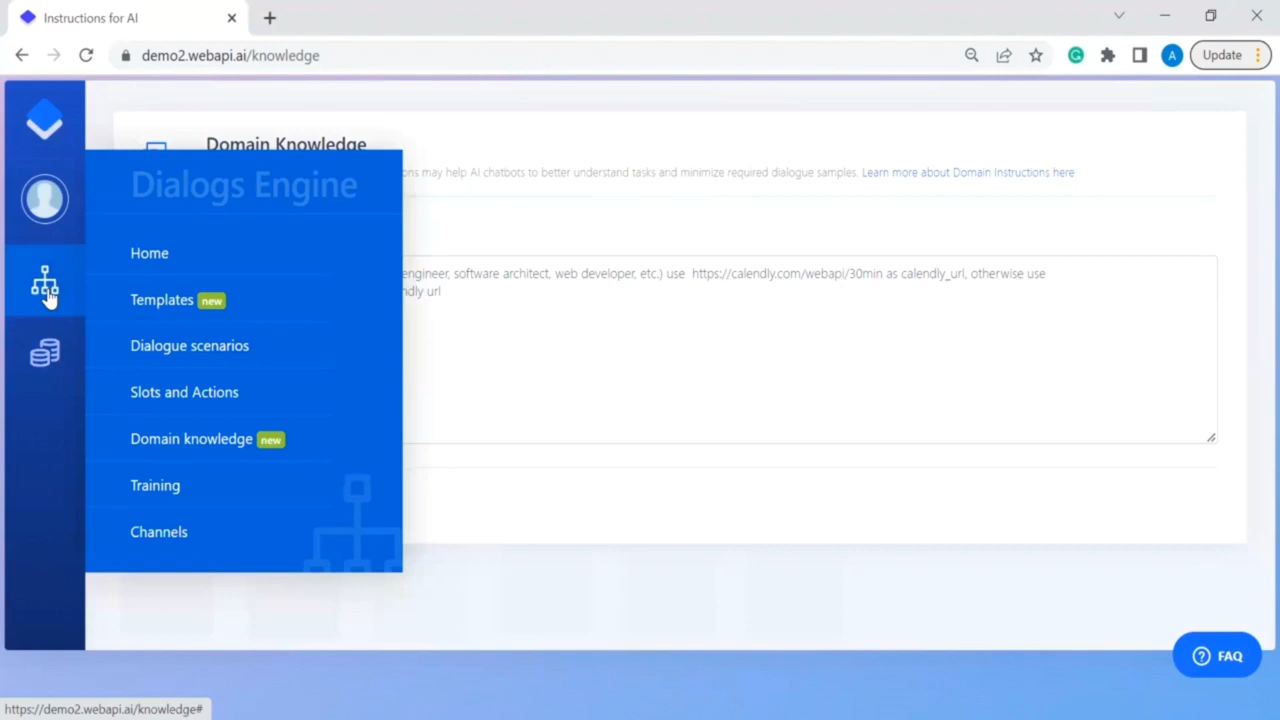 Instructions for AI
demo2.webapi.ai/knowledge
A
Update
Domain Knowledge
Dialogs Engine
ons may help AI chatbots to better understand tasks and minimize required dialogue samples. Learn more about Domain Instructions here
Home
engineer, software architect, web developer, etc.) use https://calendly.com/webapi/30min as calendly_url, otherwise use
ndly url
Templates new
Dialogue scenarios
Slots and Actions
Domain knowledge new
Training
Channels
? FAQ
https://demo2.webapi.ai/knowledge#